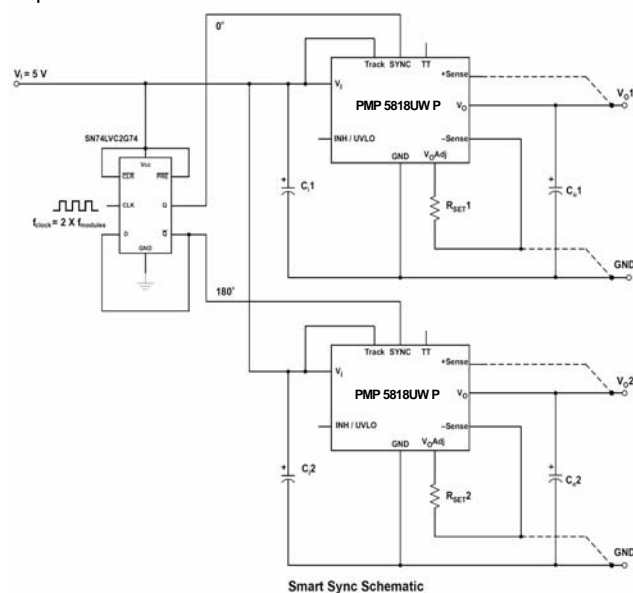 0°
Track SYNC TT
VI = 5 V
+Sense
VI
PMP 5818UW P
VO
VO1
SN74LVC2G74
INH / UVLO
–Sense
GND
VOAdj
Vcc
CLR
PRE
CLK
Q
fclock = 2 X fmodules
D
Q
GND
+
Ci1
RSET1
+
Co1
GND
180°
Track SYNC TT
+Sense
VI
PMP 5818UW P
VO
VO2
INH / UVLO
–Sense
GND
VOAdj
+
Ci2
RSET2
+
Co2
GND
Smart Sync Schematic